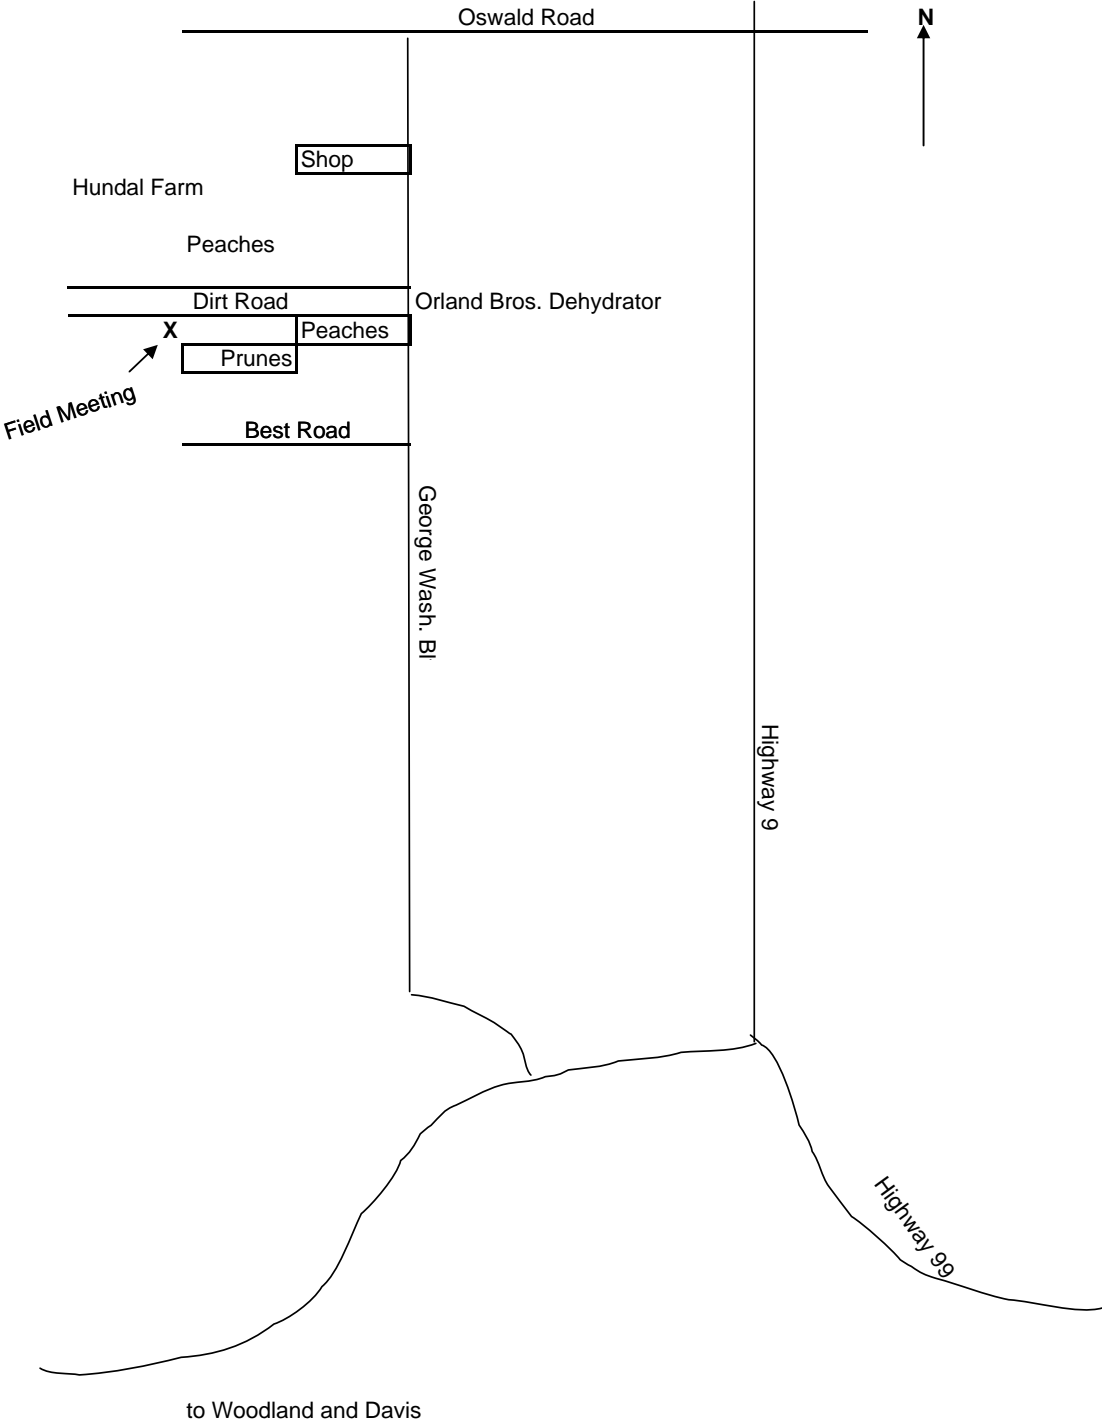 Oswald Road
N
Shop
Hundal Farm
Peaches
Dirt Road
Orland Bros. Dehydrator
X
Peaches
Prunes
Field Meeting
Best Road
George Wash. Bl
Highway 9
Highway 99
to Woodland and Davis